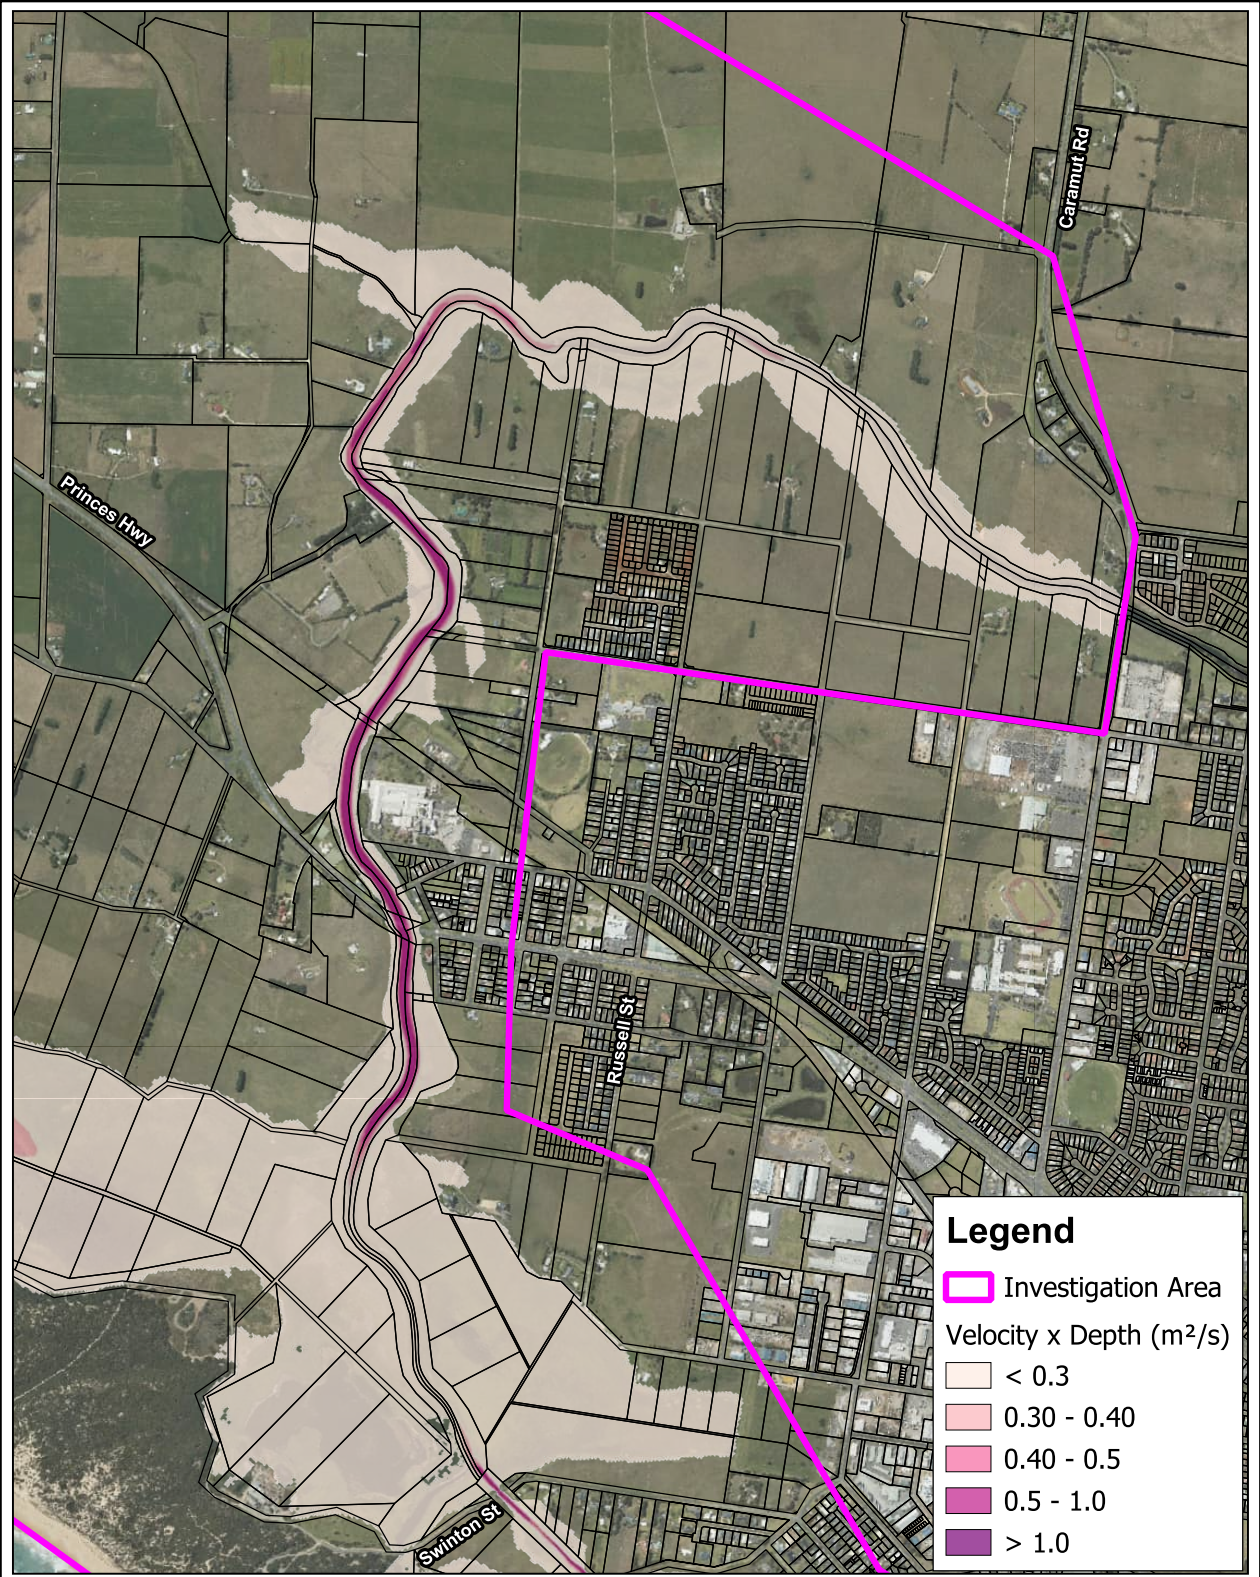 Caramut Rd
Princes Hwy
Russell St
Swinton St
Legend
Investigation Area
Velocity x Depth (m²/s)
< 0.3
0.30 - 0.40
0.40 - 0.5
0.5 - 1.0
> 1.0